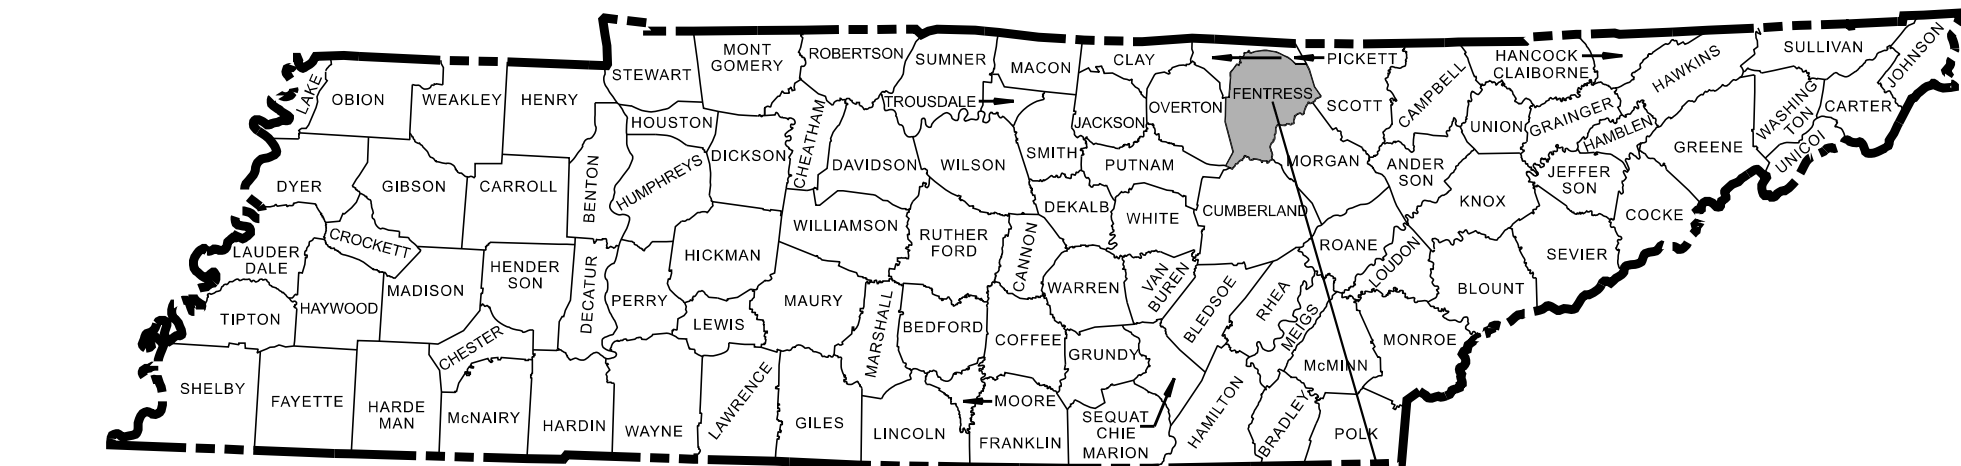 LAKE
OBION
WEAKLEY
HENRY
STEWART
MONT
GOMERY
ROBERTSON
SUMNER
MACON
CLAY
PICKETT
HANCOCK
CLAIBORNE
HAWKINS
SULLIVAN
JOHNSON
HOUSTON
DICKSON
CHEATHAM
TROUSDALE
JACKSON
OVERTON
FENTRESS
SCOTT
CAMPBELL
UNION
GRAINGER
HAMBLEN
GREENE
WASHING
TON
UNICOI
CARTER
DYER
GIBSON
CARROLL
BENTON
HUMPHREYS
DAVIDSON
WILSON
SMITH
PUTNAM
MORGAN
ANDER
SON
JEFFER
SON
KNOX
COCKE
LAUDER
DALE
CROCKETT
WILLIAMSON
RUTHER
FORD
CANNON
DEKALB
WHITE
CUMBERLAND
ROANE
LOUDON
SEVIER
BLOUNT
TIPTON
HAYWOOD
MADISON
HENDER
SON
DECATUR
PERRY
HICKMAN
LEWIS
MAURY
MARSHALL
BEDFORD
COFFEE
WARREN
VAN
BUREN
BLEDSOE
RHEA
MEIGS
McMINN
MONROE
SHELBY
FAYETTE
HARDE
MAN
CHESTER
McNAIRY
HARDIN
WAYNE
LAWRENCE
GILES
LINCOLN
MOORE
FRANKLIN
GRUNDY
SEQUAT
CHIE
MARION
HAMILTON
BRADLEY
POLK